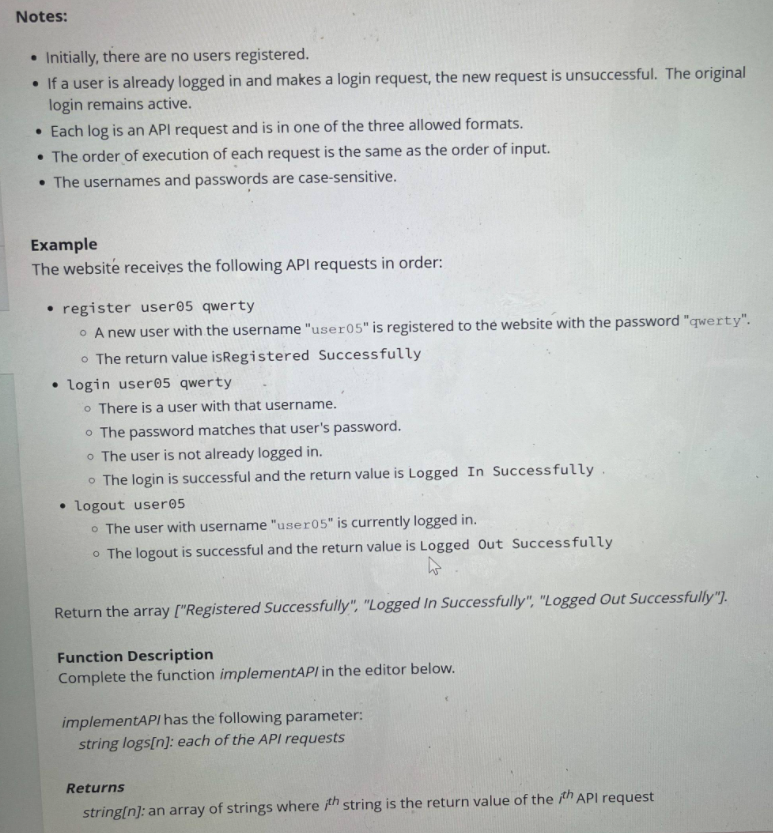 Notes:
• Initially, there are no users registered.
• If a user is already logged in and makes a login request, the new request is unsuccessful. The original
login remains active.
• Each log is an API request and is in one of the three allowed formats.
• The order of execution of each request is the same as the order of input.
• The usernames and passwords are case-sensitive.
Example
The website receives the following API requests in order:
• register user05 qwerty
○ A new user with the username "user05" is registered to the website with the password "qwerty".
○ The return value isRegistered Successfully
• login user05 qwerty
○ There is a user with that username.
○ The password matches that user's password.
○ The user is not already logged in.
○ The login is successful and the return value is Logged In Successfully .
• logout user05
○ The user with username "user05" is currently logged in.
○ The logout is successful and the return value is Logged Out Successfully
Return the array ["Registered Successfully", "Logged In Successfully", "Logged Out Successfully"].
Function Description
Complete the function implementAPI in the editor below.
implementAPI has the following parameter:
string logs[n]: each of the API requests
Returns
string[n]: an array of strings where ith string is the return value of the ith API request